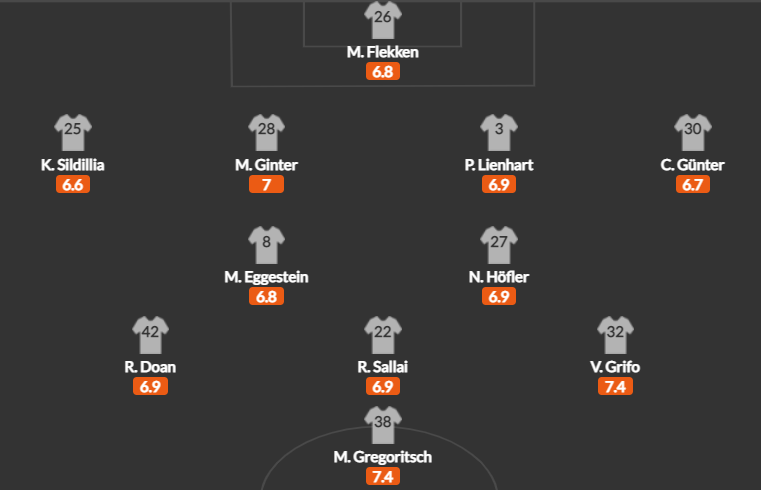 26
M. Flekken
6.8
25 28 3 30
K. Sildillia M. Ginter P. Lienhart C. Günter
6.6 7 6.9 6.7
8 27
M. Eggestein N. Höfler
6.8 6.9
42 22 32
R. Doan R. Sallai V. Grifo
6.9 6.9 7.4
38
M. Gregoritsch
7.4